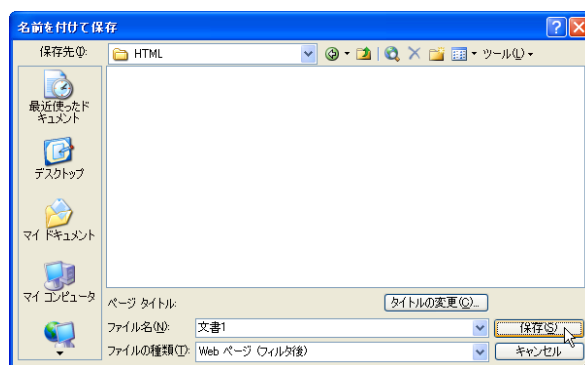 名前を付けて保存
保存先(I):
HTML
ツール(L)
最近使ったド
キュメント
デスクトップ
マイ ドキュメント
マイ コンピュータ
ページ タイトル:
タイトルの変更(C)...
ファイル名(N):
文書1
保存(S)
ファイルの種類(T):
Web ページ (フィルタ後)
キャンセル